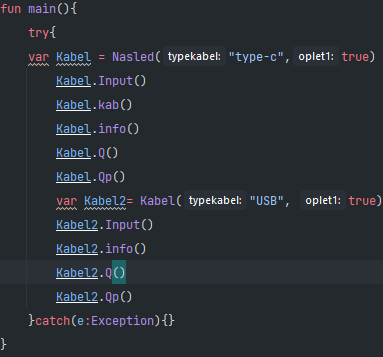 fun main(){
try{
var Kabel = Nasled( typekabel: "type-c", oplet1: true)
Kabel.Input()
Kabel.kab()
Kabel.info()
Kabel.Q()
Kabel.Qp()
var Kabel2= Kabel( typekabel: "USB", oplet1: true)
Kabel2.Input()
Kabel2.info()
Kabel2.Q()
Kabel2.Qp()
}catch(e:Exception){}
}